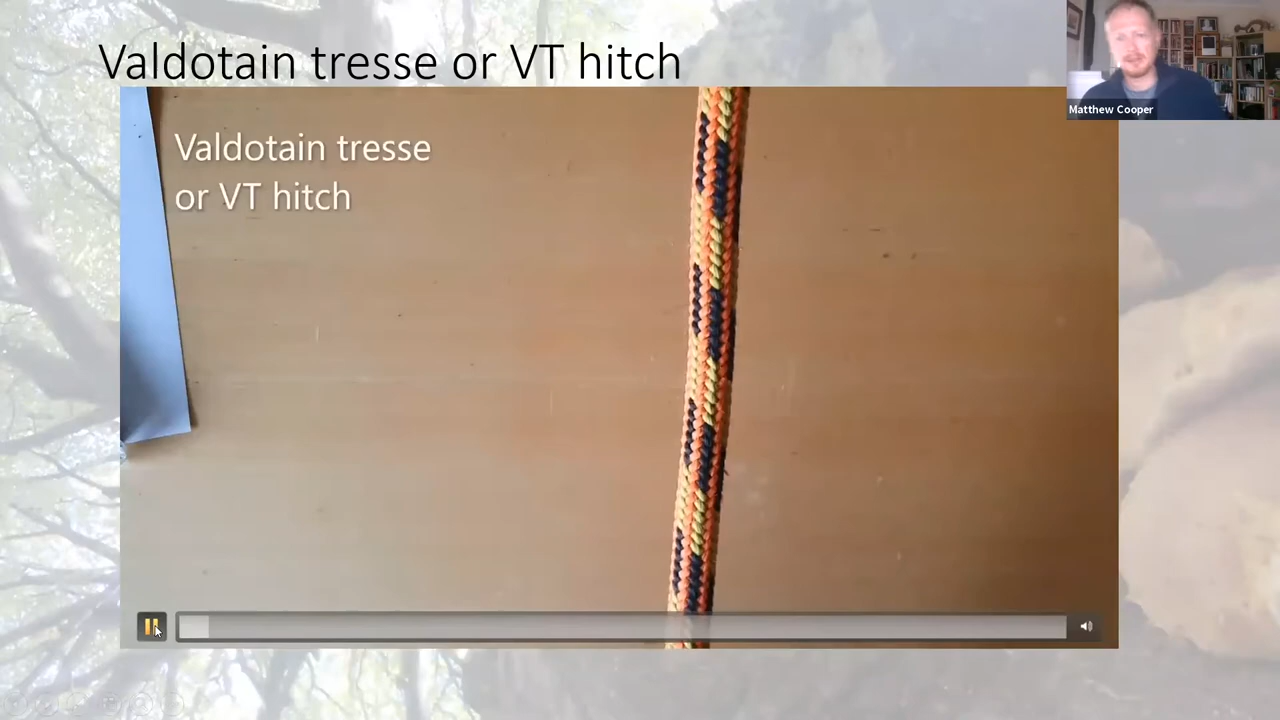 Valdotain tresse or VT hitch
Matthew Cooper
Valdotain tresse
or VT hitch